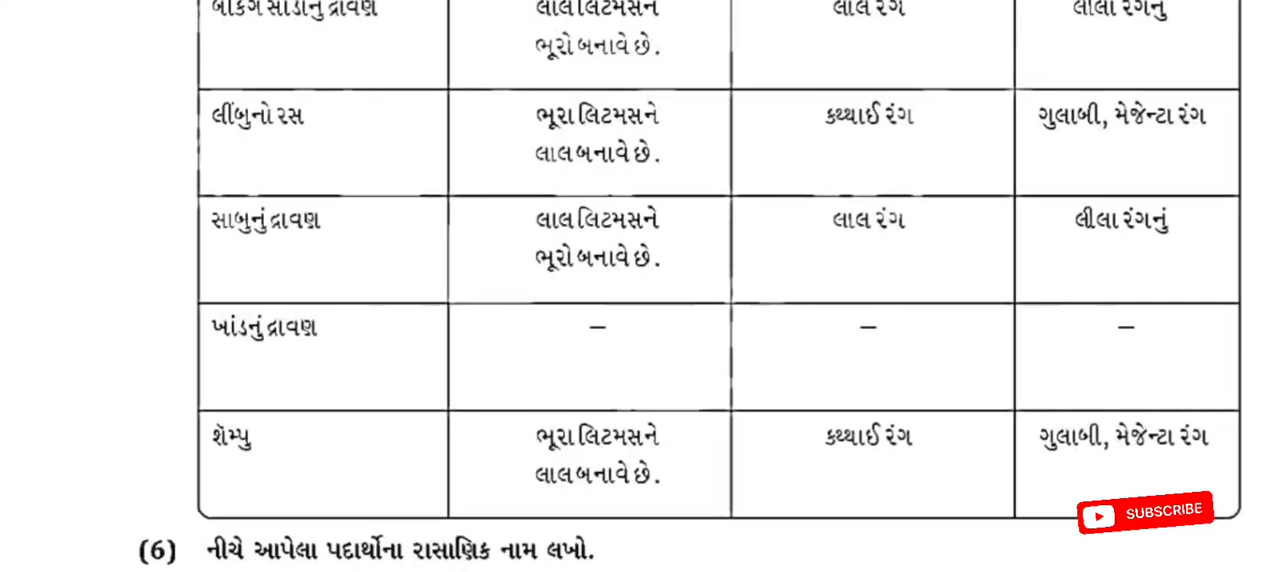 બેકિંગ સોડાનું દ્રાવણ લાલ લિટમસને લાલ રંગ લીલા રંગનું
ભૂરો બનાવે છે.
લીંબુનો રસ ભૂરા લિટમસને કથ્થાઈ રંગ ગુલાબી, મેજેન્ટા રંગ
લાલ બનાવે છે.
સાબુનું દ્રાવણ લાલ લિટમસને લાલ રંગ લીલા રંગનું
ભૂરો બનાવે છે.
ખાંડનું દ્રાવણ – – –
શૅમ્પુ ભૂરા લિટમસને કથ્થાઈ રંગ ગુલાબી, મેજેન્ટા રંગ
લાલ બનાવે છે.
SUBSCRIBE
(6) નીચે આપેલા પદાર્થોના રાસાણિક નામ લખો.